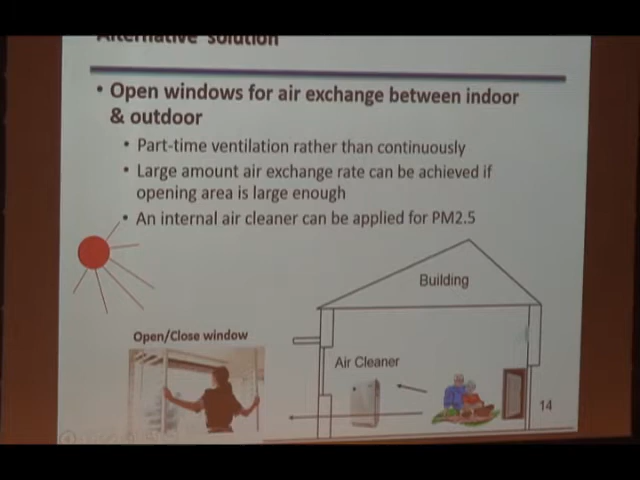 Alternative solution
• Open windows for air exchange between indoor
& outdoor
• Part-time ventilation rather than continuously
• Large amount air exchange rate can be achieved if
opening area is large enough
• An internal air cleaner can be applied for PM2.5
Building
Open/Close window
Air Cleaner
14